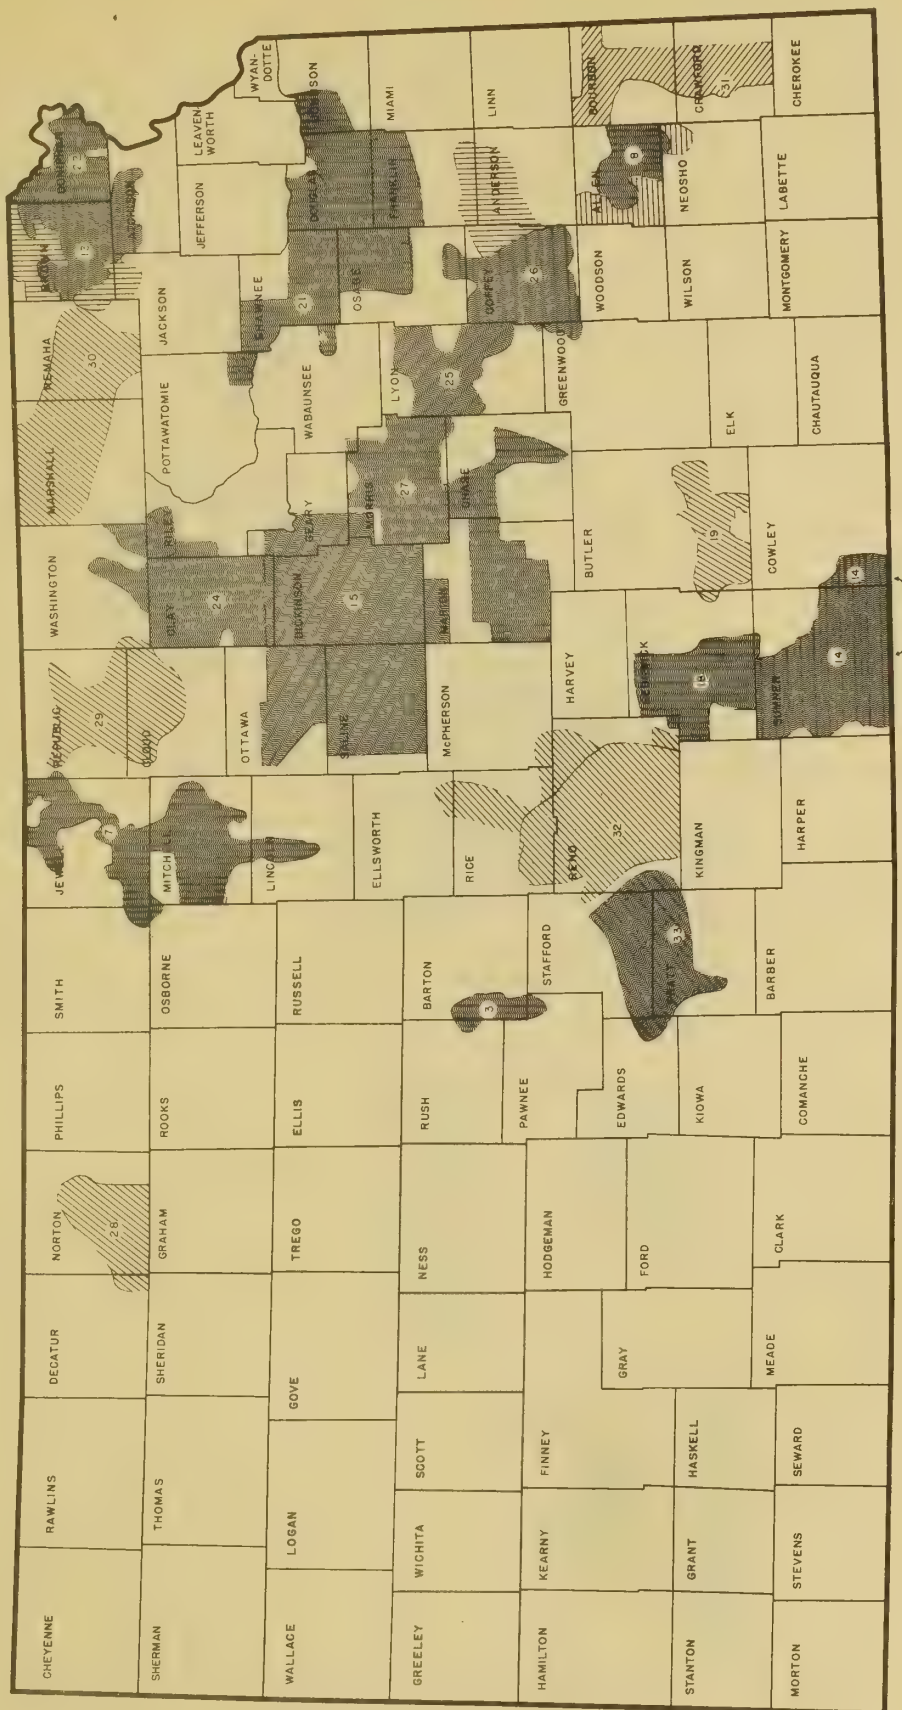 CHEYENNE
RAWLINS
DECATUR
NORTON
PHILLIPS
SMITH
JEWELL
REPUBLIC
WASHINGTON
MARSHALL
NEMAHA
BROWN
DONIPHAN
SHERMAN
THOMAS
SHERIDAN
GRAHAM
ROOKS
OSBORNE
MITCHELL
CLOUD
CLAY
RILEY
POTTAWATOMIE
JACKSON
ATCHISON
JEFFERSON
LEAVEN-
WORTH
WYAN-
DOTTE
WALLACE
LOGAN
GOVE
TREGO
ELLIS
RUSSELL
LINCOLN
OTTAWA
DICKINSON
GEARY
WABAUNSEE
SHAWNEE
DOUGLAS
JOHNSON
GREELEY
WICHITA
SCOTT
LANE
NESS
RUSH
BARTON
ELLSWORTH
SALINE
MORRIS
LYON
OSAGE
FRANKLIN
MIAMI
HAMILTON
KEARNY
FINNEY
HODGEMAN
PAWNEE
STAFFORD
RICE
McPHERSON
MARION
CHASE
COFFEY
ANDERSON
LINN
GRAY
FORD
EDWARDS
RENO
HARVEY
BUTLER
GREENWOOD
WOODSON
ALLEN
BOURBON
STANTON
GRANT
HASKELL
KIOWA
PRATT
KINGMAN
SEDGWICK
ELK
WILSON
NEOSHO
CRAWFORD
MORTON
STEVENS
SEWARD
MEADE
CLARK
COMANCHE
BARBER
HARPER
SUMNER
COWLEY
CHAUTAUQUA
MONTGOMERY
LABETTE
CHEROKEE
28
7
29
30
13
22
24
15
21
3
27
25
26
32
33
18
19
8
31
14
14